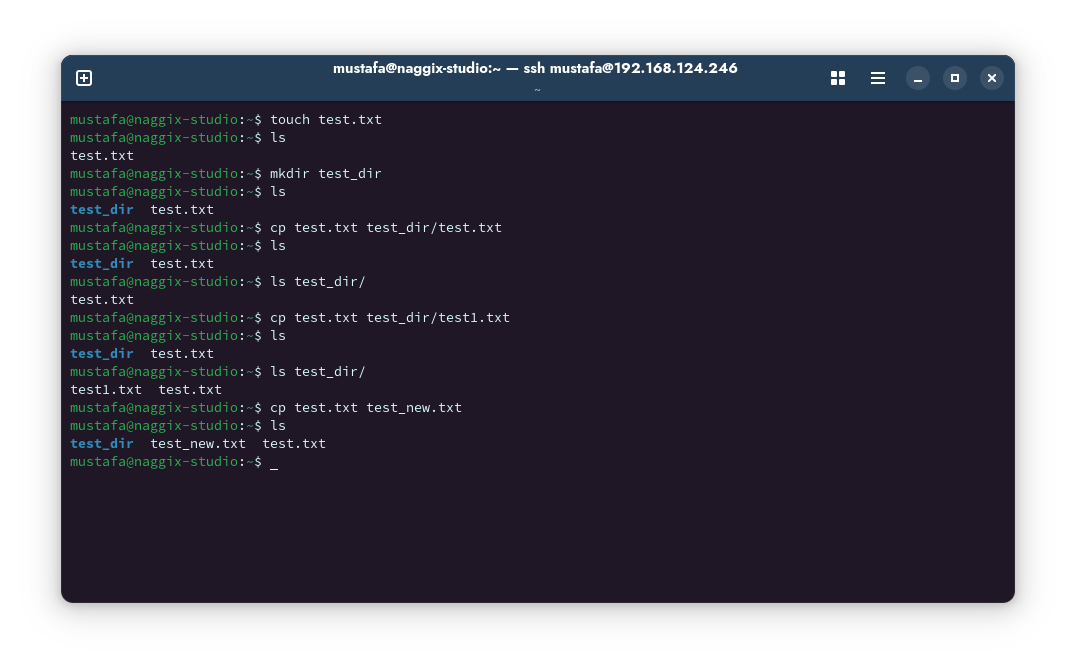 mustafa@naggix-studio:~ — ssh mustafa@192.168.124.246
~
mustafa@naggix-studio:~$ touch test.txt
mustafa@naggix-studio:~$ ls
test.txt
mustafa@naggix-studio:~$ mkdir test_dir
mustafa@naggix-studio:~$ ls
test_dir  test.txt
mustafa@naggix-studio:~$ cp test.txt test_dir/test.txt
mustafa@naggix-studio:~$ ls
test_dir  test.txt
mustafa@naggix-studio:~$ ls test_dir/
test.txt
mustafa@naggix-studio:~$ cp test.txt test_dir/test1.txt
mustafa@naggix-studio:~$ ls
test_dir  test.txt
mustafa@naggix-studio:~$ ls test_dir/
test1.txt  test.txt
mustafa@naggix-studio:~$ cp test.txt test_new.txt
mustafa@naggix-studio:~$ ls
test_dir  test_new.txt  test.txt
mustafa@naggix-studio:~$ _